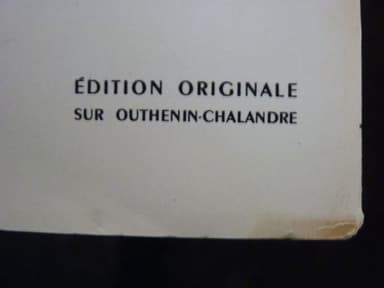 ÉDITION ORIGINALE
SUR OUTHENIN-CHALANDRE